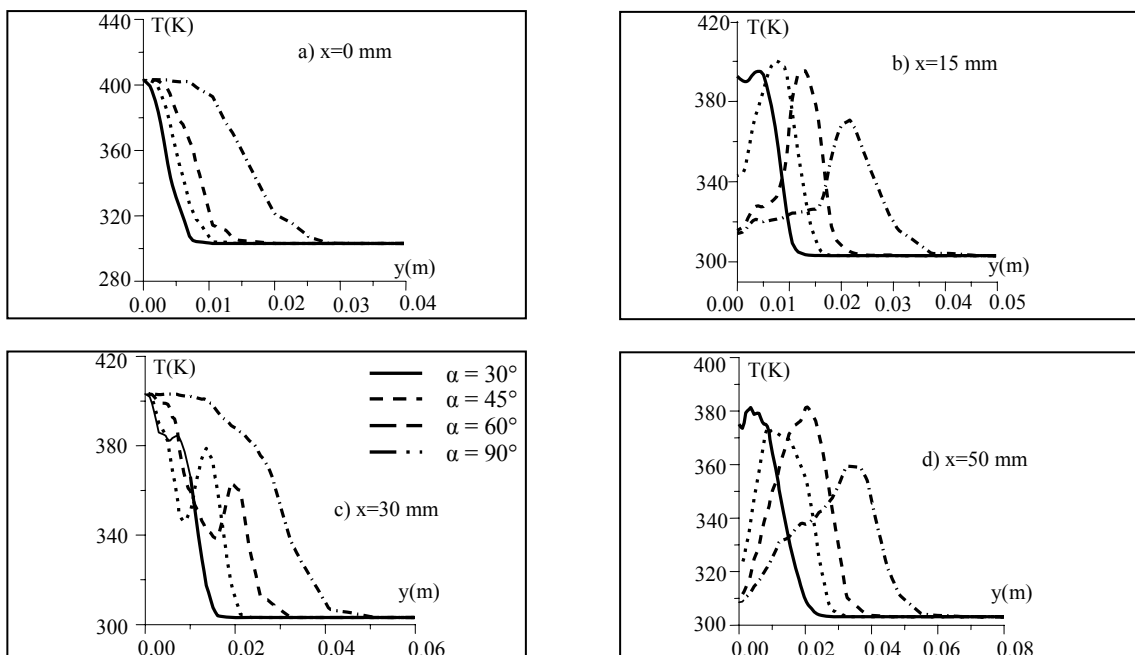 440
T(K)
a) x=0 mm
400
360
320
y(m)
280
0.00 0.01 0.02 0.03 0.04
420
T(K)
b) x=15 mm
380
340
300
y(m)
0.00 0.01 0.02 0.03 0.04 0.05
420
T(K)
α = 30°
α = 45°
α = 60°
α = 90°
380
c) x=30 mm
340
y(m)
300
0.00 0.02 0.04 0.06
400
T(K)
380
d) x=50 mm
360
340
320
y(m)
300
0.00 0.02 0.04 0.06 0.08